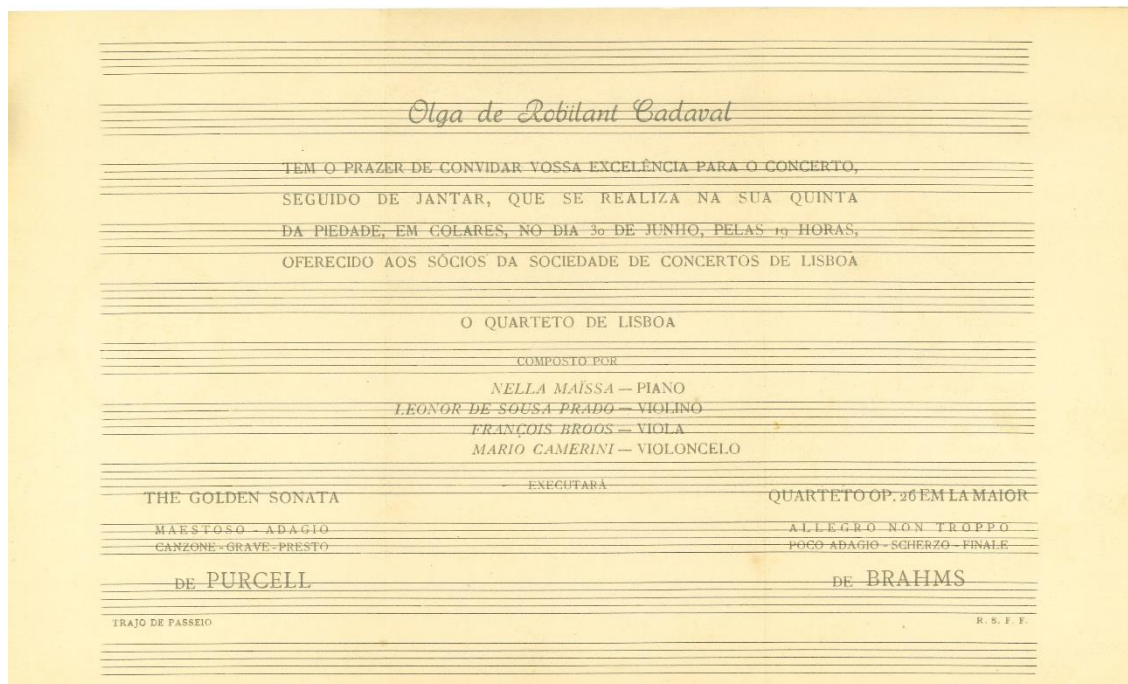 Olga de Robilant Cadaval
TEM O PRAZER DE CONVIDAR VOSSA EXCELÊNCIA PARA O CONCERTO,
SEGUIDO DE JANTAR, QUE SE REALIZA NA SUA QUINTA
DA PIEDADE, EM COLARES, NO DIA 30 DE JUNHO, PELAS 19 HORAS,
OFERECIDO AOS SÓCIOS DA SOCIEDADE DE CONCERTOS DE LISBOA
O QUARTETO DE LISBOA
COMPOSTO POR
NELLA MAÏSSA — PIANO
LEONOR DE SOUSA PRADO — VIOLINO
FRANÇOIS BROOS — VIOLA
MARIO CAMERINI — VIOLONCELO
EXECUTARÁ
THE GOLDEN SONATA
MAESTOSO - ADAGIO
CANZONE - GRAVE - PRESTO
DE PURCELL
QUARTETO OP. 26 EM LA MAIOR
ALLEGRO NON TROPPO
POCO ADAGIO - SCHERZO - FINALE
DE BRAHMS
TRAJO DE PASSEIO
R. S. F. F.